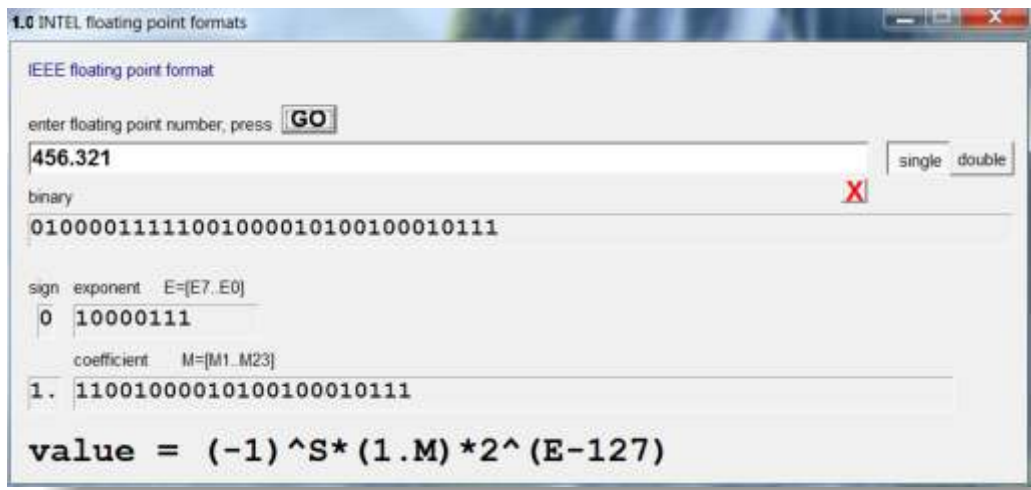 1.0 INTEL floating point formats
X
IEEE floating point format
enter floating point number, press GO
456.321
single double
binary X
01000011111001000010100100010111
sign exponent E=[E7..E0]
0 10000111
coefficient M=[M1..M23]
1. 11001000010100100010111
value = (-1)^S*(1.M)*2^(E-127)